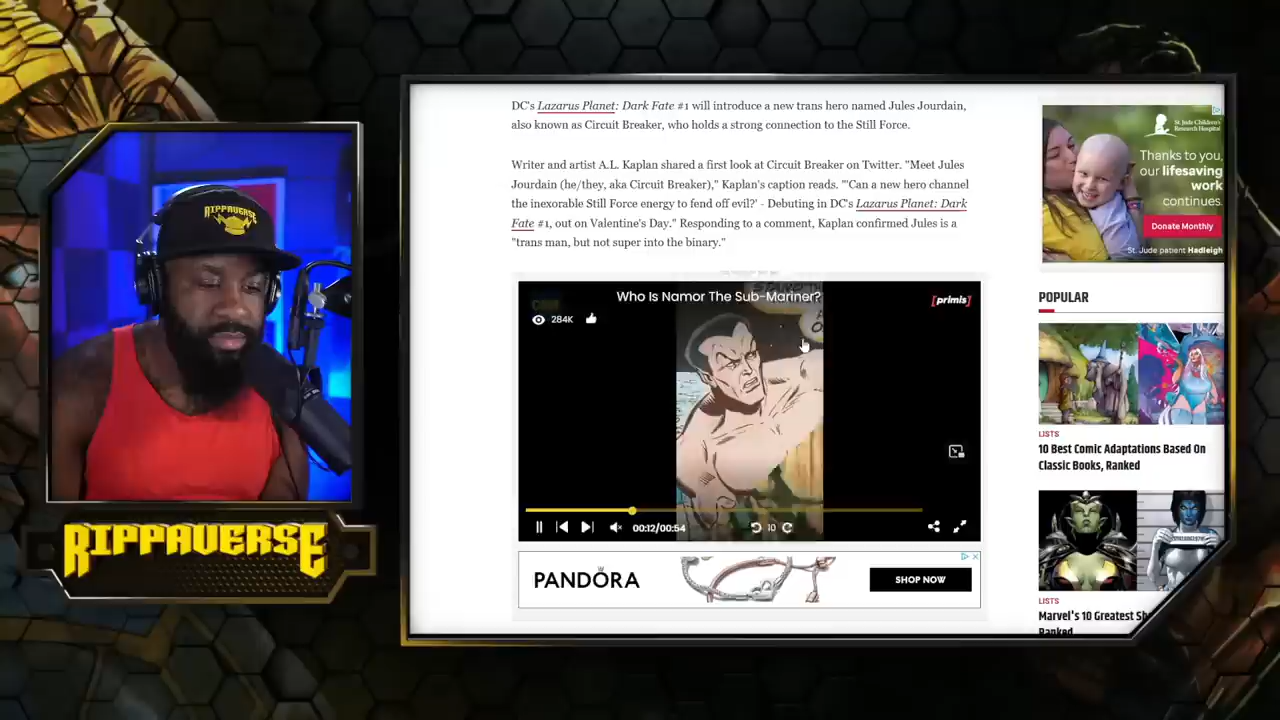 DC's Lazarus Planet: Dark Fate #1 will introduce a new trans hero named Jules Jourdain,
also known as Circuit Breaker, who holds a strong connection to the Still Force.
Writer and artist A.L. Kaplan shared a first look at Circuit Breaker on Twitter. "Meet Jules
Jourdain (he/they, aka Circuit Breaker)," Kaplan's caption reads. "'Can a new hero channel
the inexorable Still Force energy to fend off evil?' - Debuting in DC's Lazarus Planet: Dark
Fate #1, out on Valentine's Day." Responding to a comment, Kaplan confirmed Jules is a
"trans man, but not super into the binary."
Who Is Namor The Sub-Mariner?
[primis]
284K
00:12/00:54
10
PANDORA
SHOP NOW
St. Jude Children's
Research Hospital
Thanks to you,
our lifesaving
work
continues.
Donate Monthly
St. Jude patient Hadleigh
POPULAR
LISTS
10 Best Comic Adaptations Based On
Classic Books, Ranked
LISTS
Marvel's 10 Greatest
Ranked
RIPPAVERSE
RIPPAVERSE